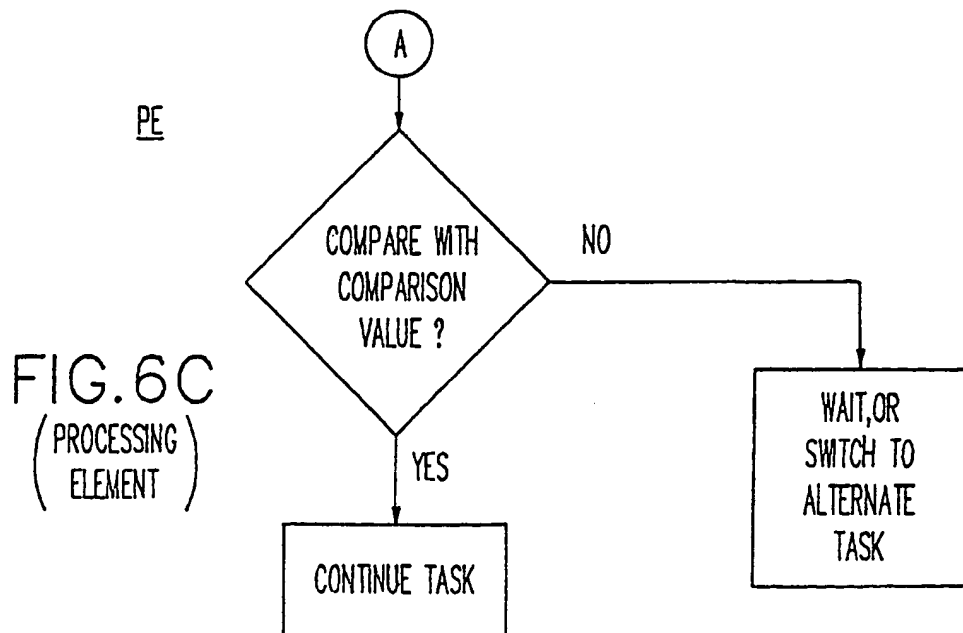 A
PE
COMPARE WITH
COMPARISON
VALUE ?
NO
FIG.6C
(PROCESSING
ELEMENT)
YES
WAIT,OR
SWITCH TO
ALTERNATE
TASK
CONTINUE TASK